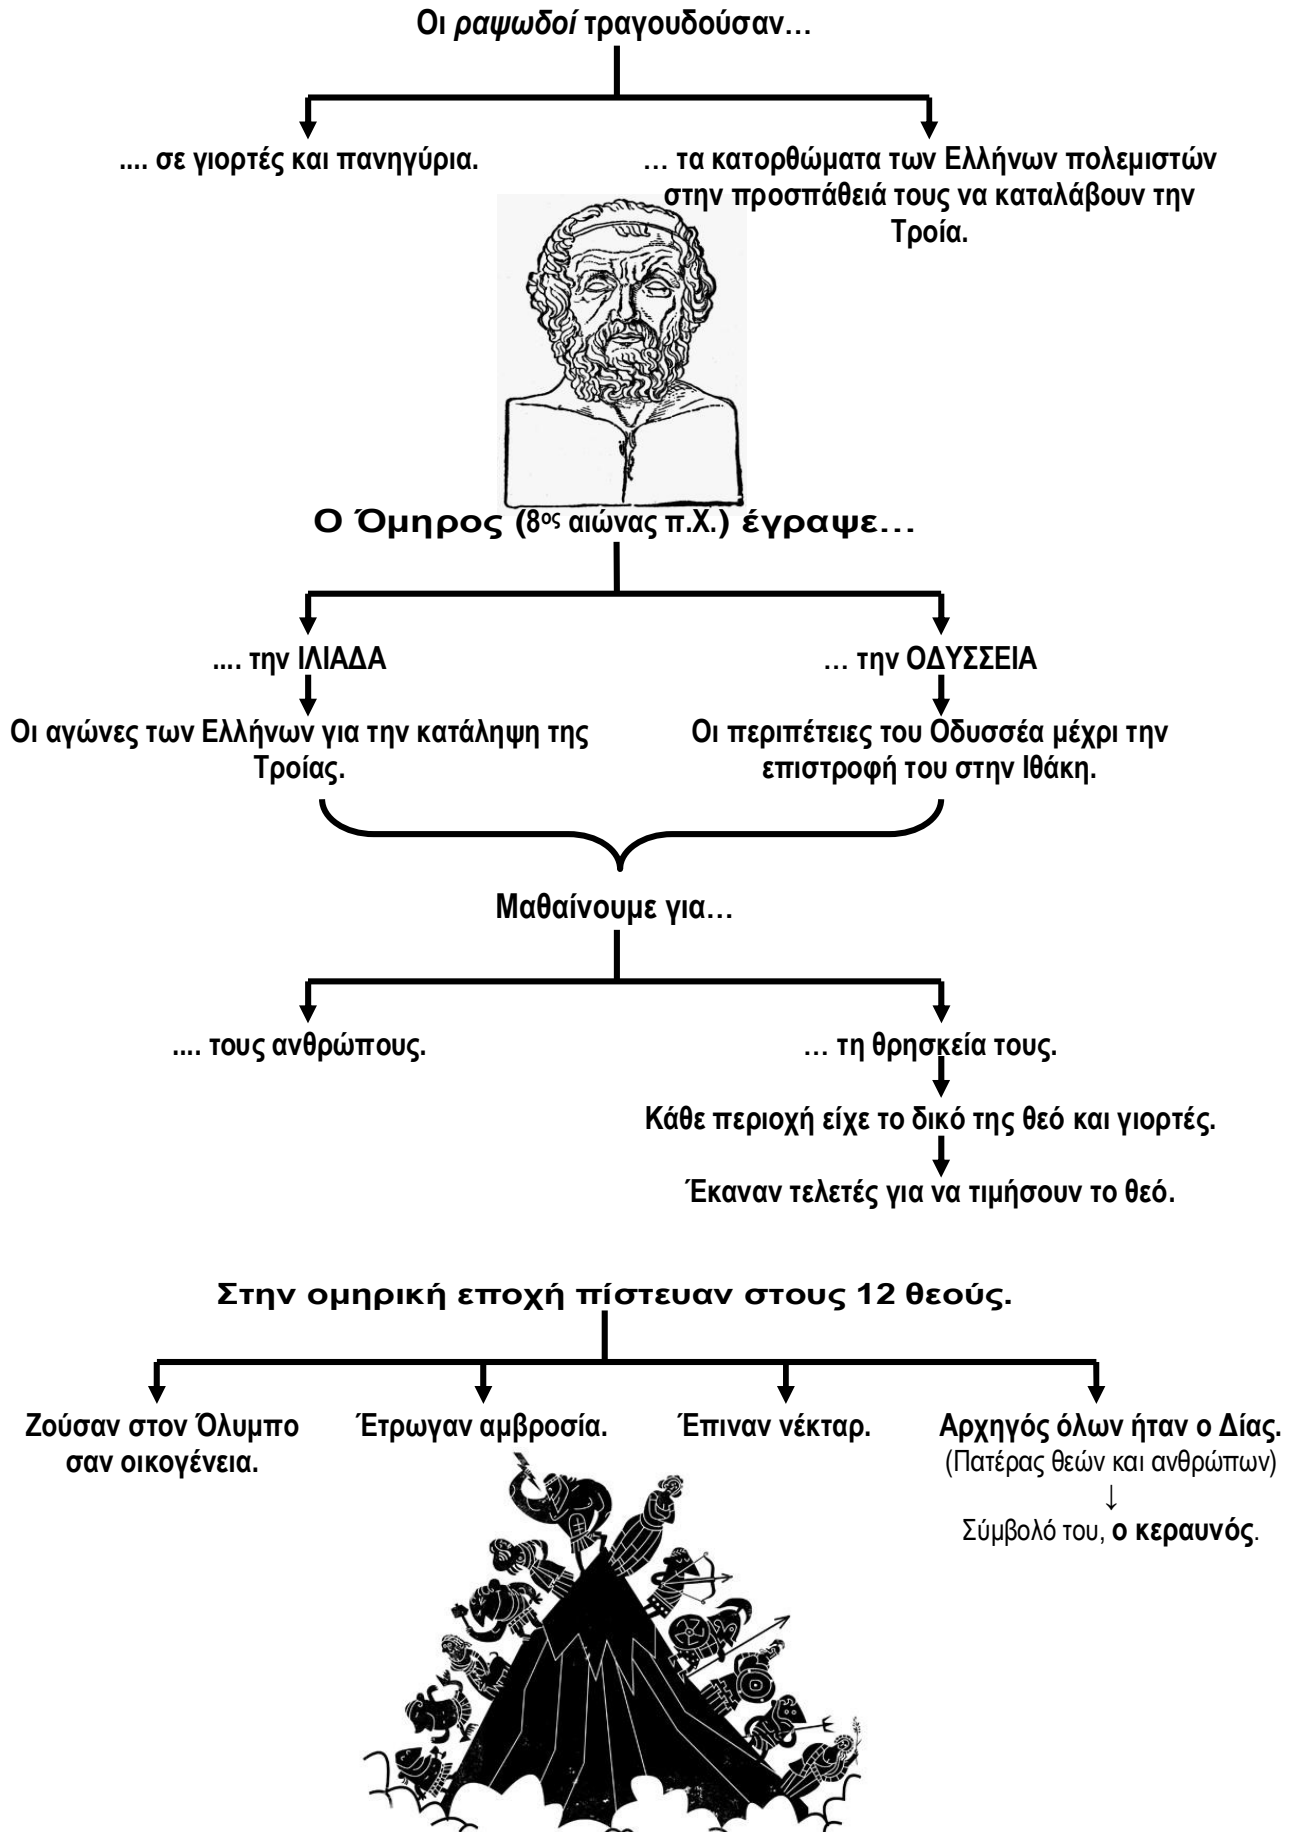 Οι ραψωδοί τραγουδούσαν…
.... σε γιορτές και πανηγύρια.
… τα κατορθώματα των Ελλήνων πολεμιστών
στην προσπάθειά τους να καταλάβουν την
Τροία.
Ο Όμηρος (8ος αιώνας π.Χ.) έγραψε…
.... την ΙΛΙΑΔΑ
… την ΟΔΥΣΣΕΙΑ
Οι αγώνες των Ελλήνων για την κατάληψη της
Τροίας.
Οι περιπέτειες του Οδυσσέα μέχρι την
επιστροφή του στην Ιθάκη.
Μαθαίνουμε για…
.... τους ανθρώπους.
… τη θρησκεία τους.
Κάθε περιοχή είχε το δικό της θεό και γιορτές.
Έκαναν τελετές για να τιμήσουν το θεό.
Στην ομηρική εποχή πίστευαν στους 12 θεούς.
Ζούσαν στον Όλυμπο
σαν οικογένεια.
Έτρωγαν αμβροσία.
Έπιναν νέκταρ.
Αρχηγός όλων ήταν ο Δίας.
(Πατέρας θεών και ανθρώπων)
↓
Σύμβολό του, ο κεραυνός.